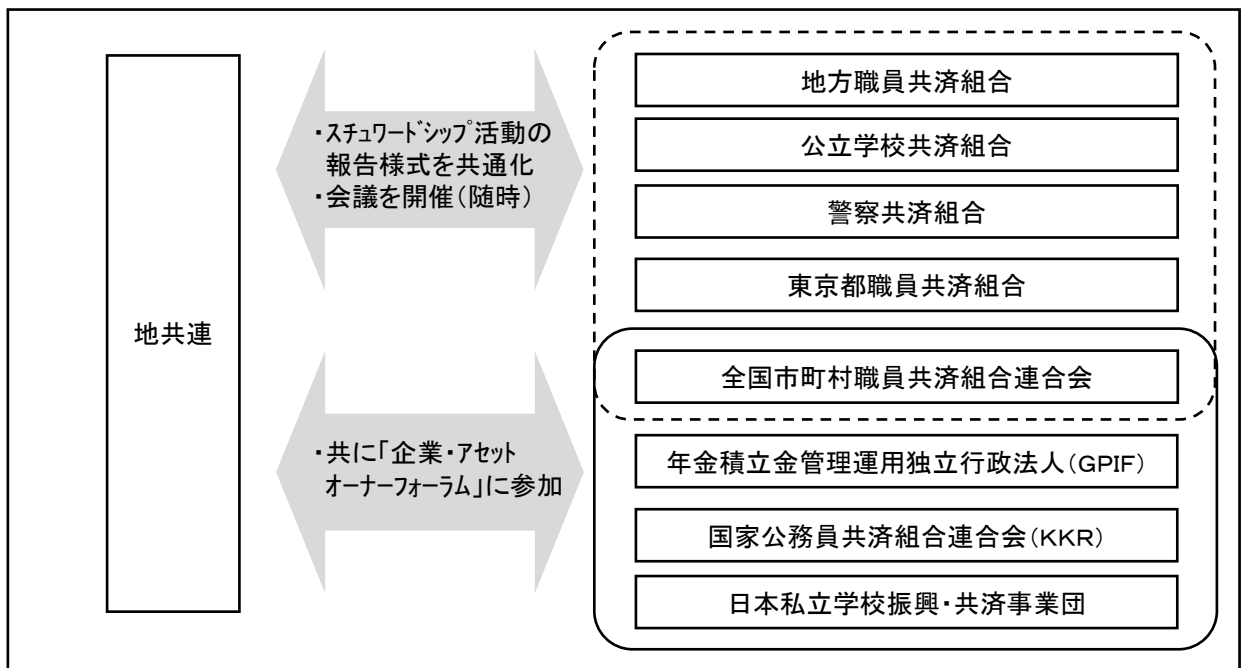 地共連
・ｽﾁｭﾜｰﾄﾞｼｯﾌﾟ活動の
報告様式を共通化
・会議を開催（随時）
・共に「企業・ｱｾｯﾄ
ｵｰﾅｰﾌｫｰﾗﾑ」に参加
地方職員共済組合
公立学校共済組合
警察共済組合
東京都職員共済組合
全国市町村職員共済組合連合会
年金積立金管理運用独立行政法人（GPIF）
国家公務員共済組合連合会（KKR）
日本私立学校振興・共済事業団